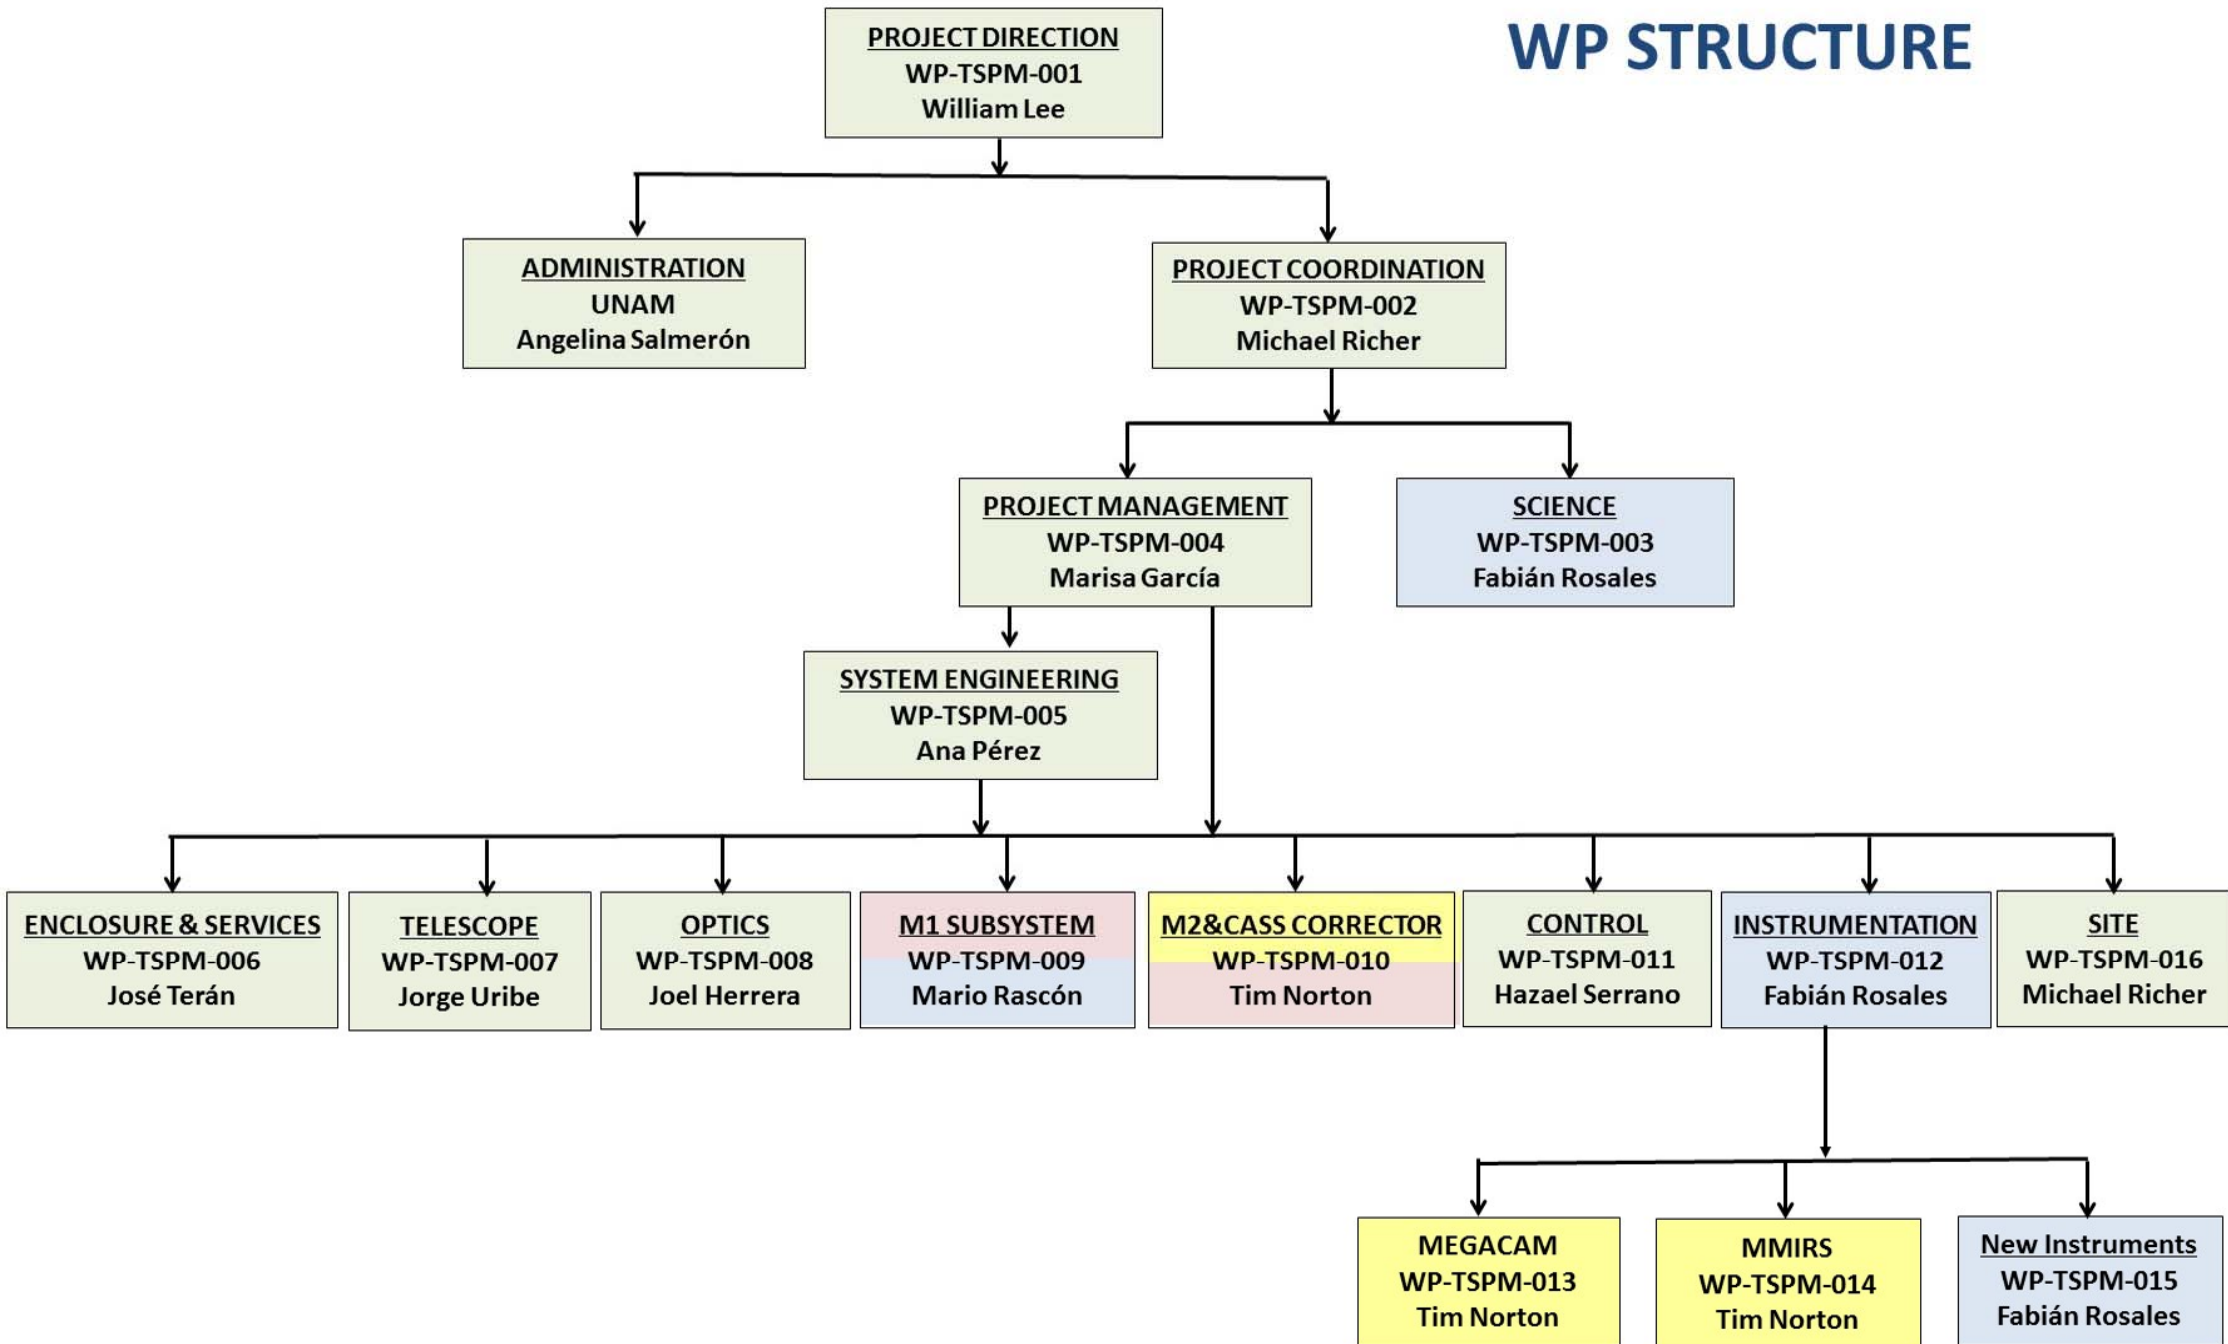 WP STRUCTURE
PROJECT DIRECTION
WP-TSPM-001
William Lee
ADMINISTRATION
UNAM
Angelina Salmerón
PROJECT COORDINATION
WP-TSPM-002
Michael Richer
PROJECT MANAGEMENT
WP-TSPM-004
Marisa García
SCIENCE
WP-TSPM-003
Fabián Rosales
SYSTEM ENGINEERING
WP-TSPM-005
Ana Pérez
ENCLOSURE & SERVICES
WP-TSPM-006
José Terán
TELESCOPE
WP-TSPM-007
Jorge Uribe
OPTICS
WP-TSPM-008
Joel Herrera
M1 SUBSYSTEM
WP-TSPM-009
Mario Rascón
M2&CASS CORRECTOR
WP-TSPM-010
Tim Norton
CONTROL
WP-TSPM-011
Hazael Serrano
INSTRUMENTATION
WP-TSPM-012
Fabián Rosales
SITE
WP-TSPM-016
Michael Richer
MEGACAM
WP-TSPM-013
Tim Norton
MMIRS
WP-TSPM-014
Tim Norton
New Instruments
WP-TSPM-015
Fabián Rosales